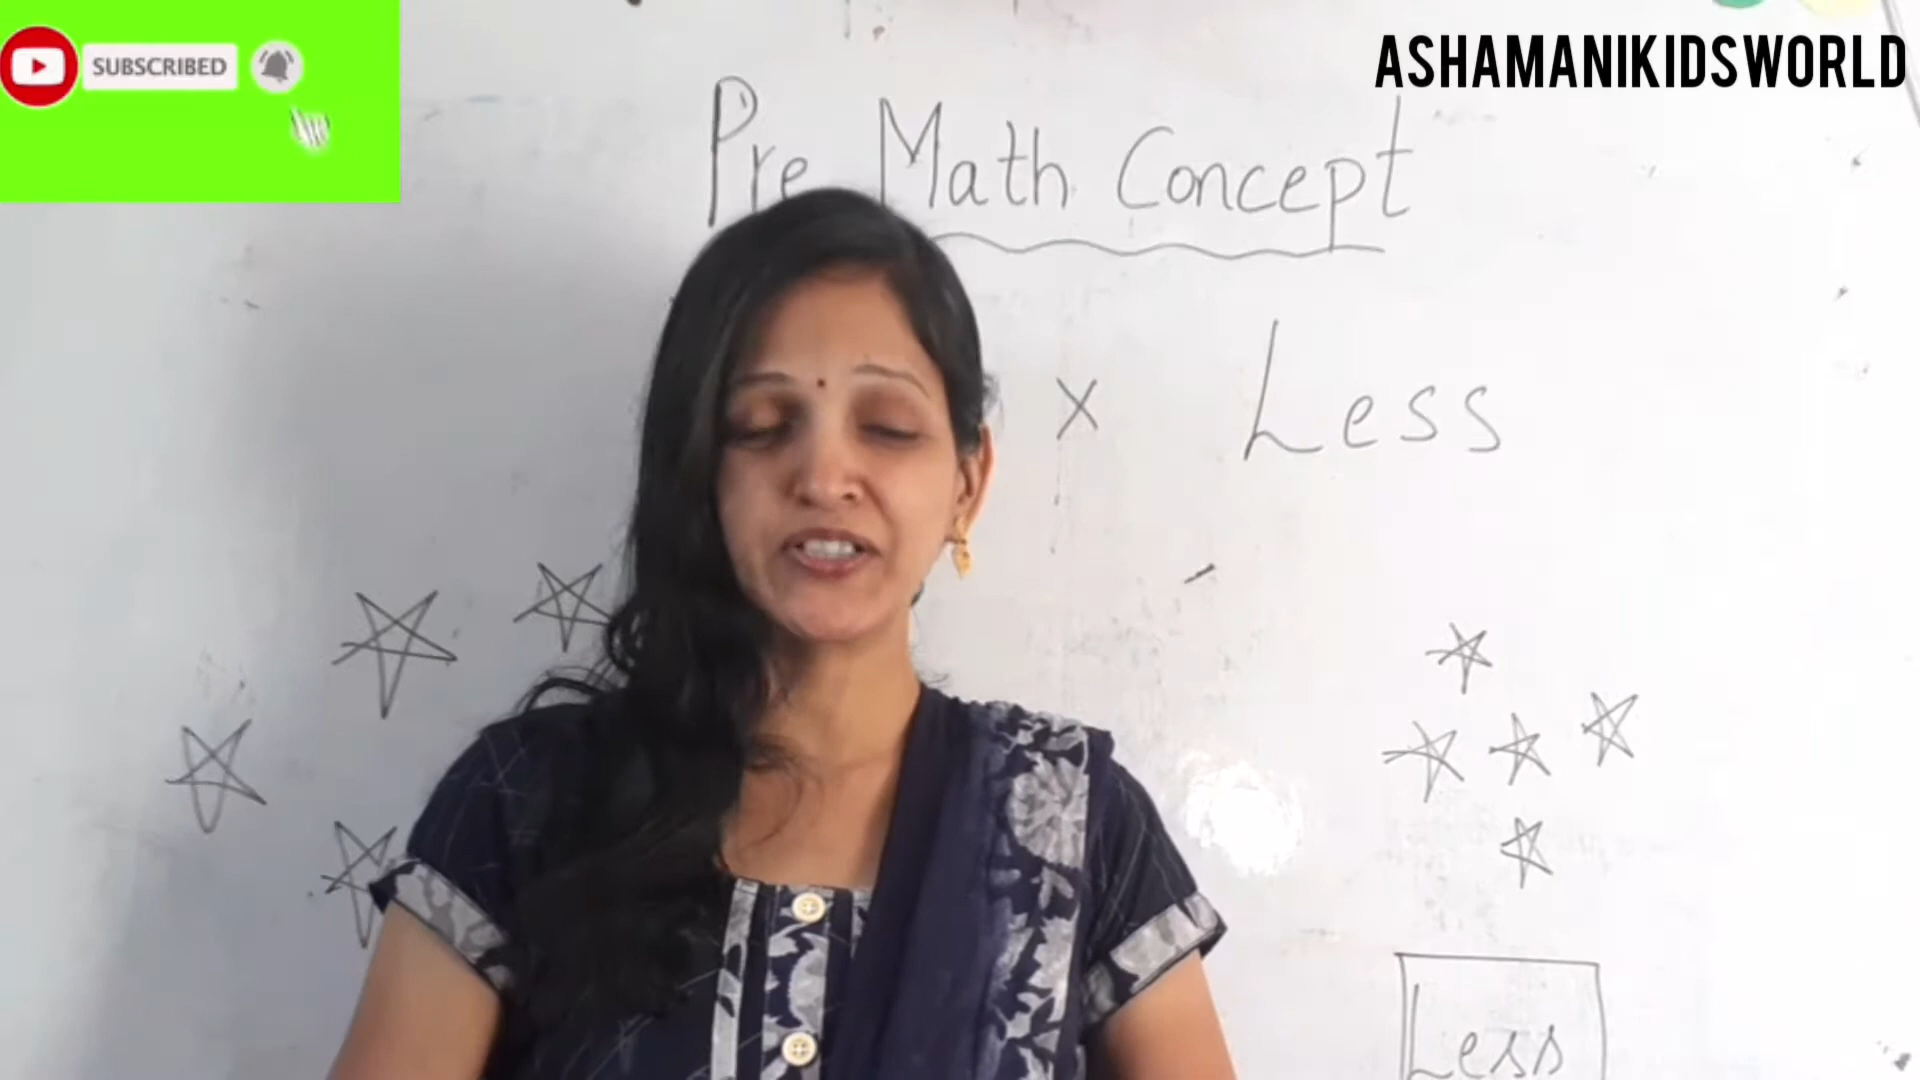 SUBSCRIBED
ASHAMANIKIDSWORLD
Pre Math Concept
x Less
Less